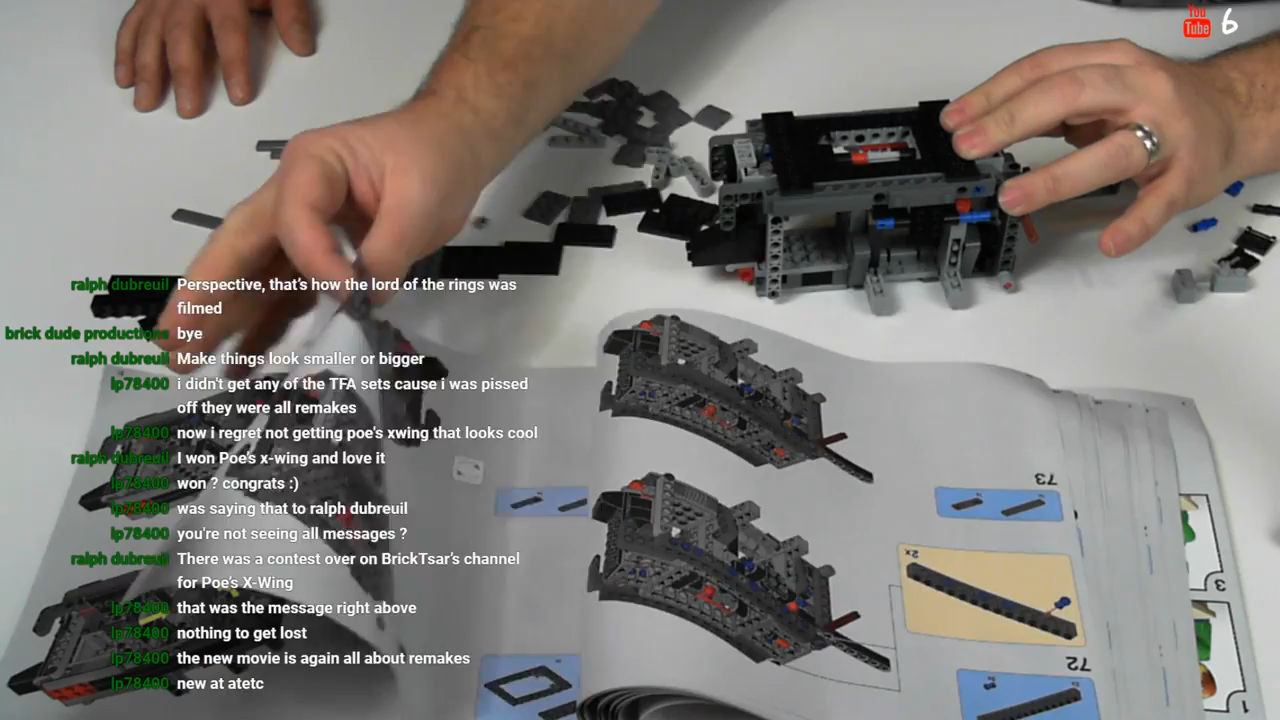 You
Tube 6
ralph dubreuil Perspective, that's how the lord of the rings was
filmed
brick dude productions bye
ralph dubreuil Make things look smaller or bigger
lp78400 i didn't get any of the TFA sets cause i was pissed
off they were all remakes
lp78400 now i regret not getting poe's xwing that looks cool
ralph dubreuil I won Poe's x-wing and love it
lp78400 won ? congrats :)
lp78400 was saying that to ralph dubreuil
lp78400 you're not seeing all messages ?
ralph dubreuil There was a contest over on BrickTsar's channel
for Poe's X-Wing
lp78400 that was the message right above
lp78400 nothing to get lost
lp78400 the new movie is again all about remakes
lp78400 new at atetc
73
2x
72
3
1